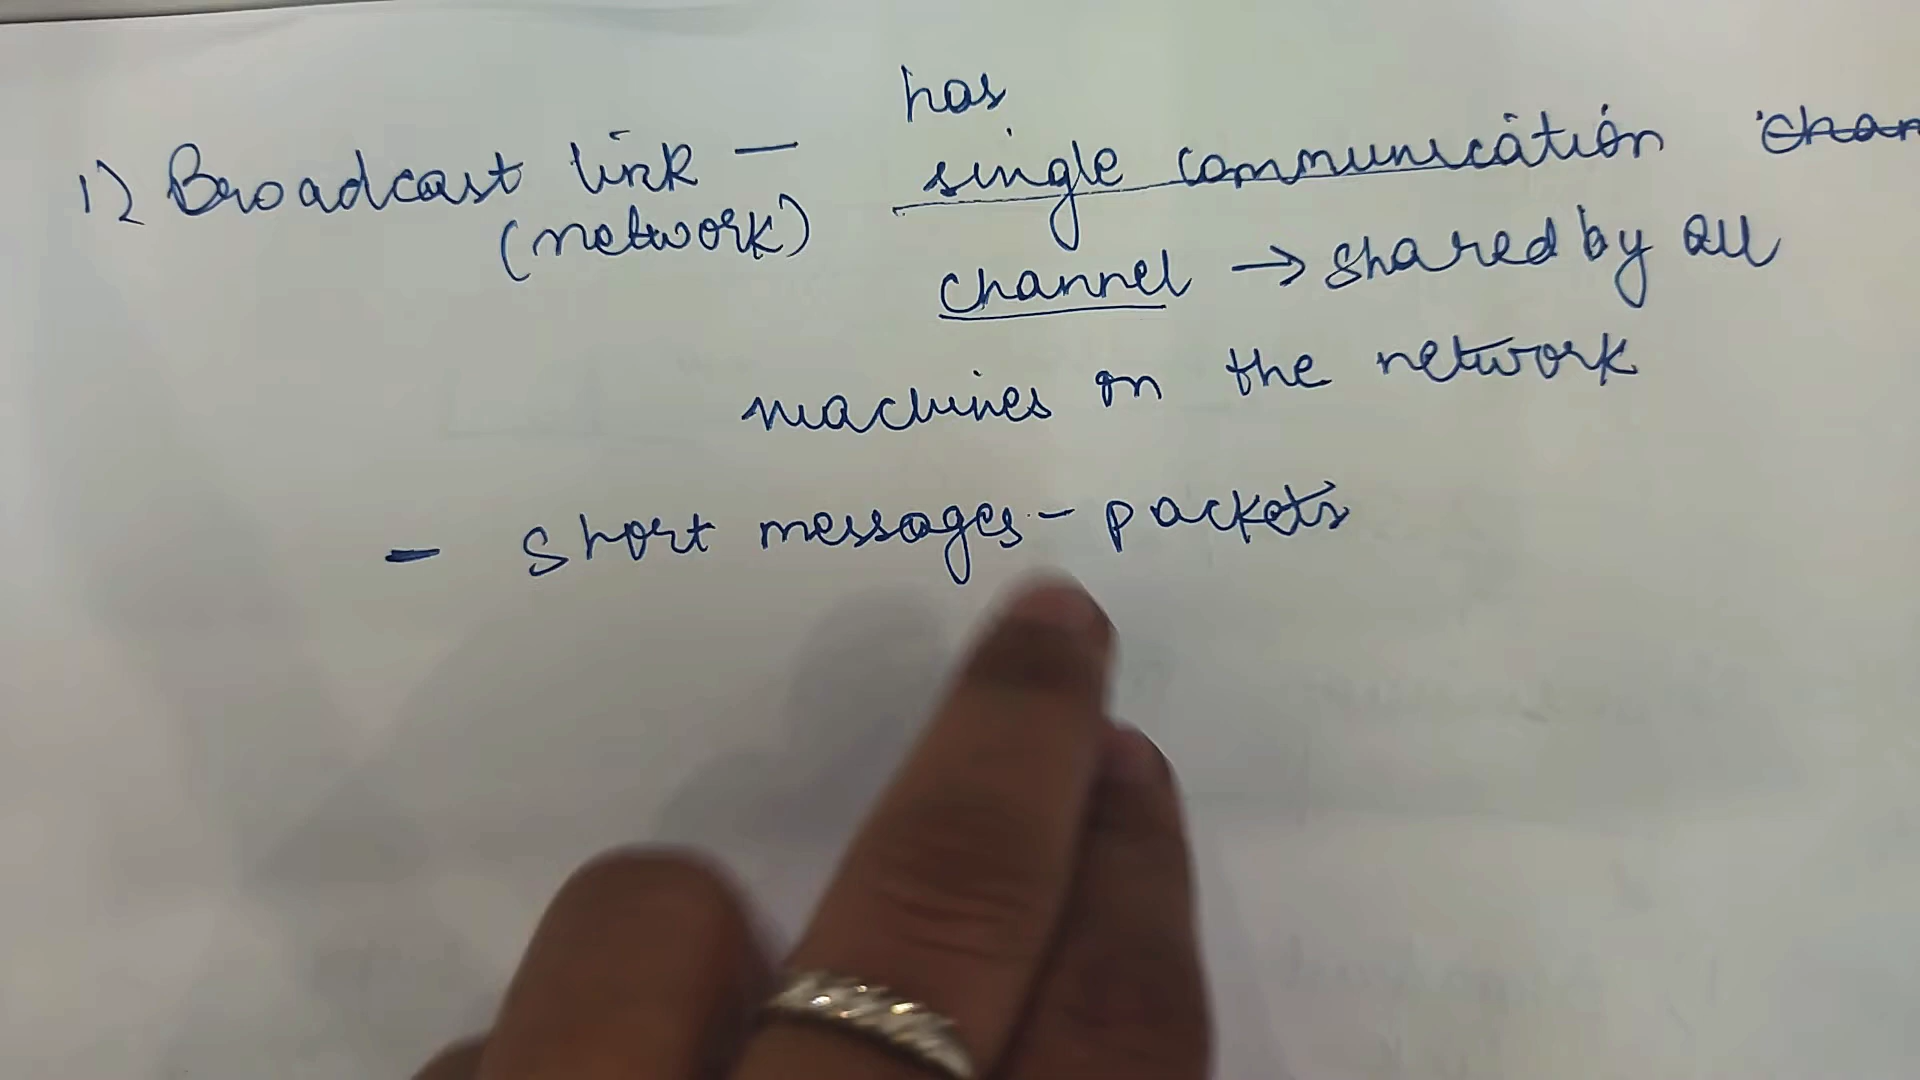 has
1) Broadcast link — single communication
(network)
channel → shared by all
machines on the network
- short messages - packets